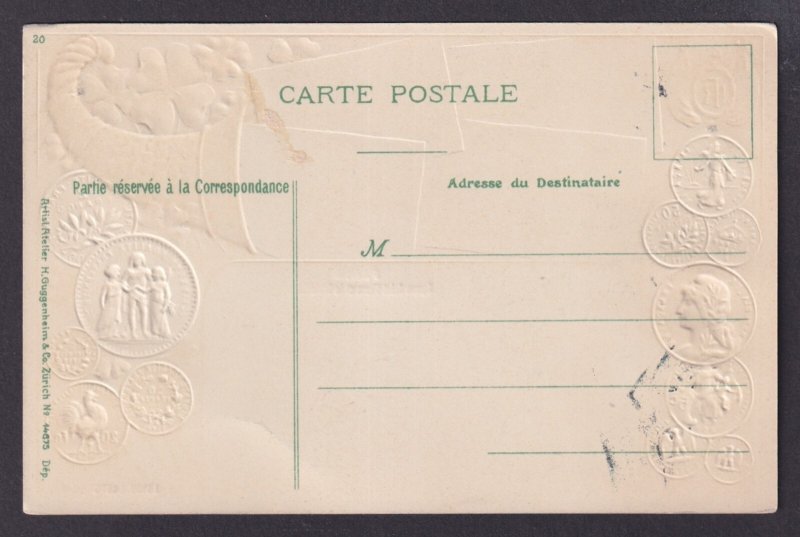 20
CARTE POSTALE
Partie réservée à la Correspondance
Adresse du Destinataire
M
Artist. Atelier H. Guggenheim & Co. Zürich No 14675 Dép.